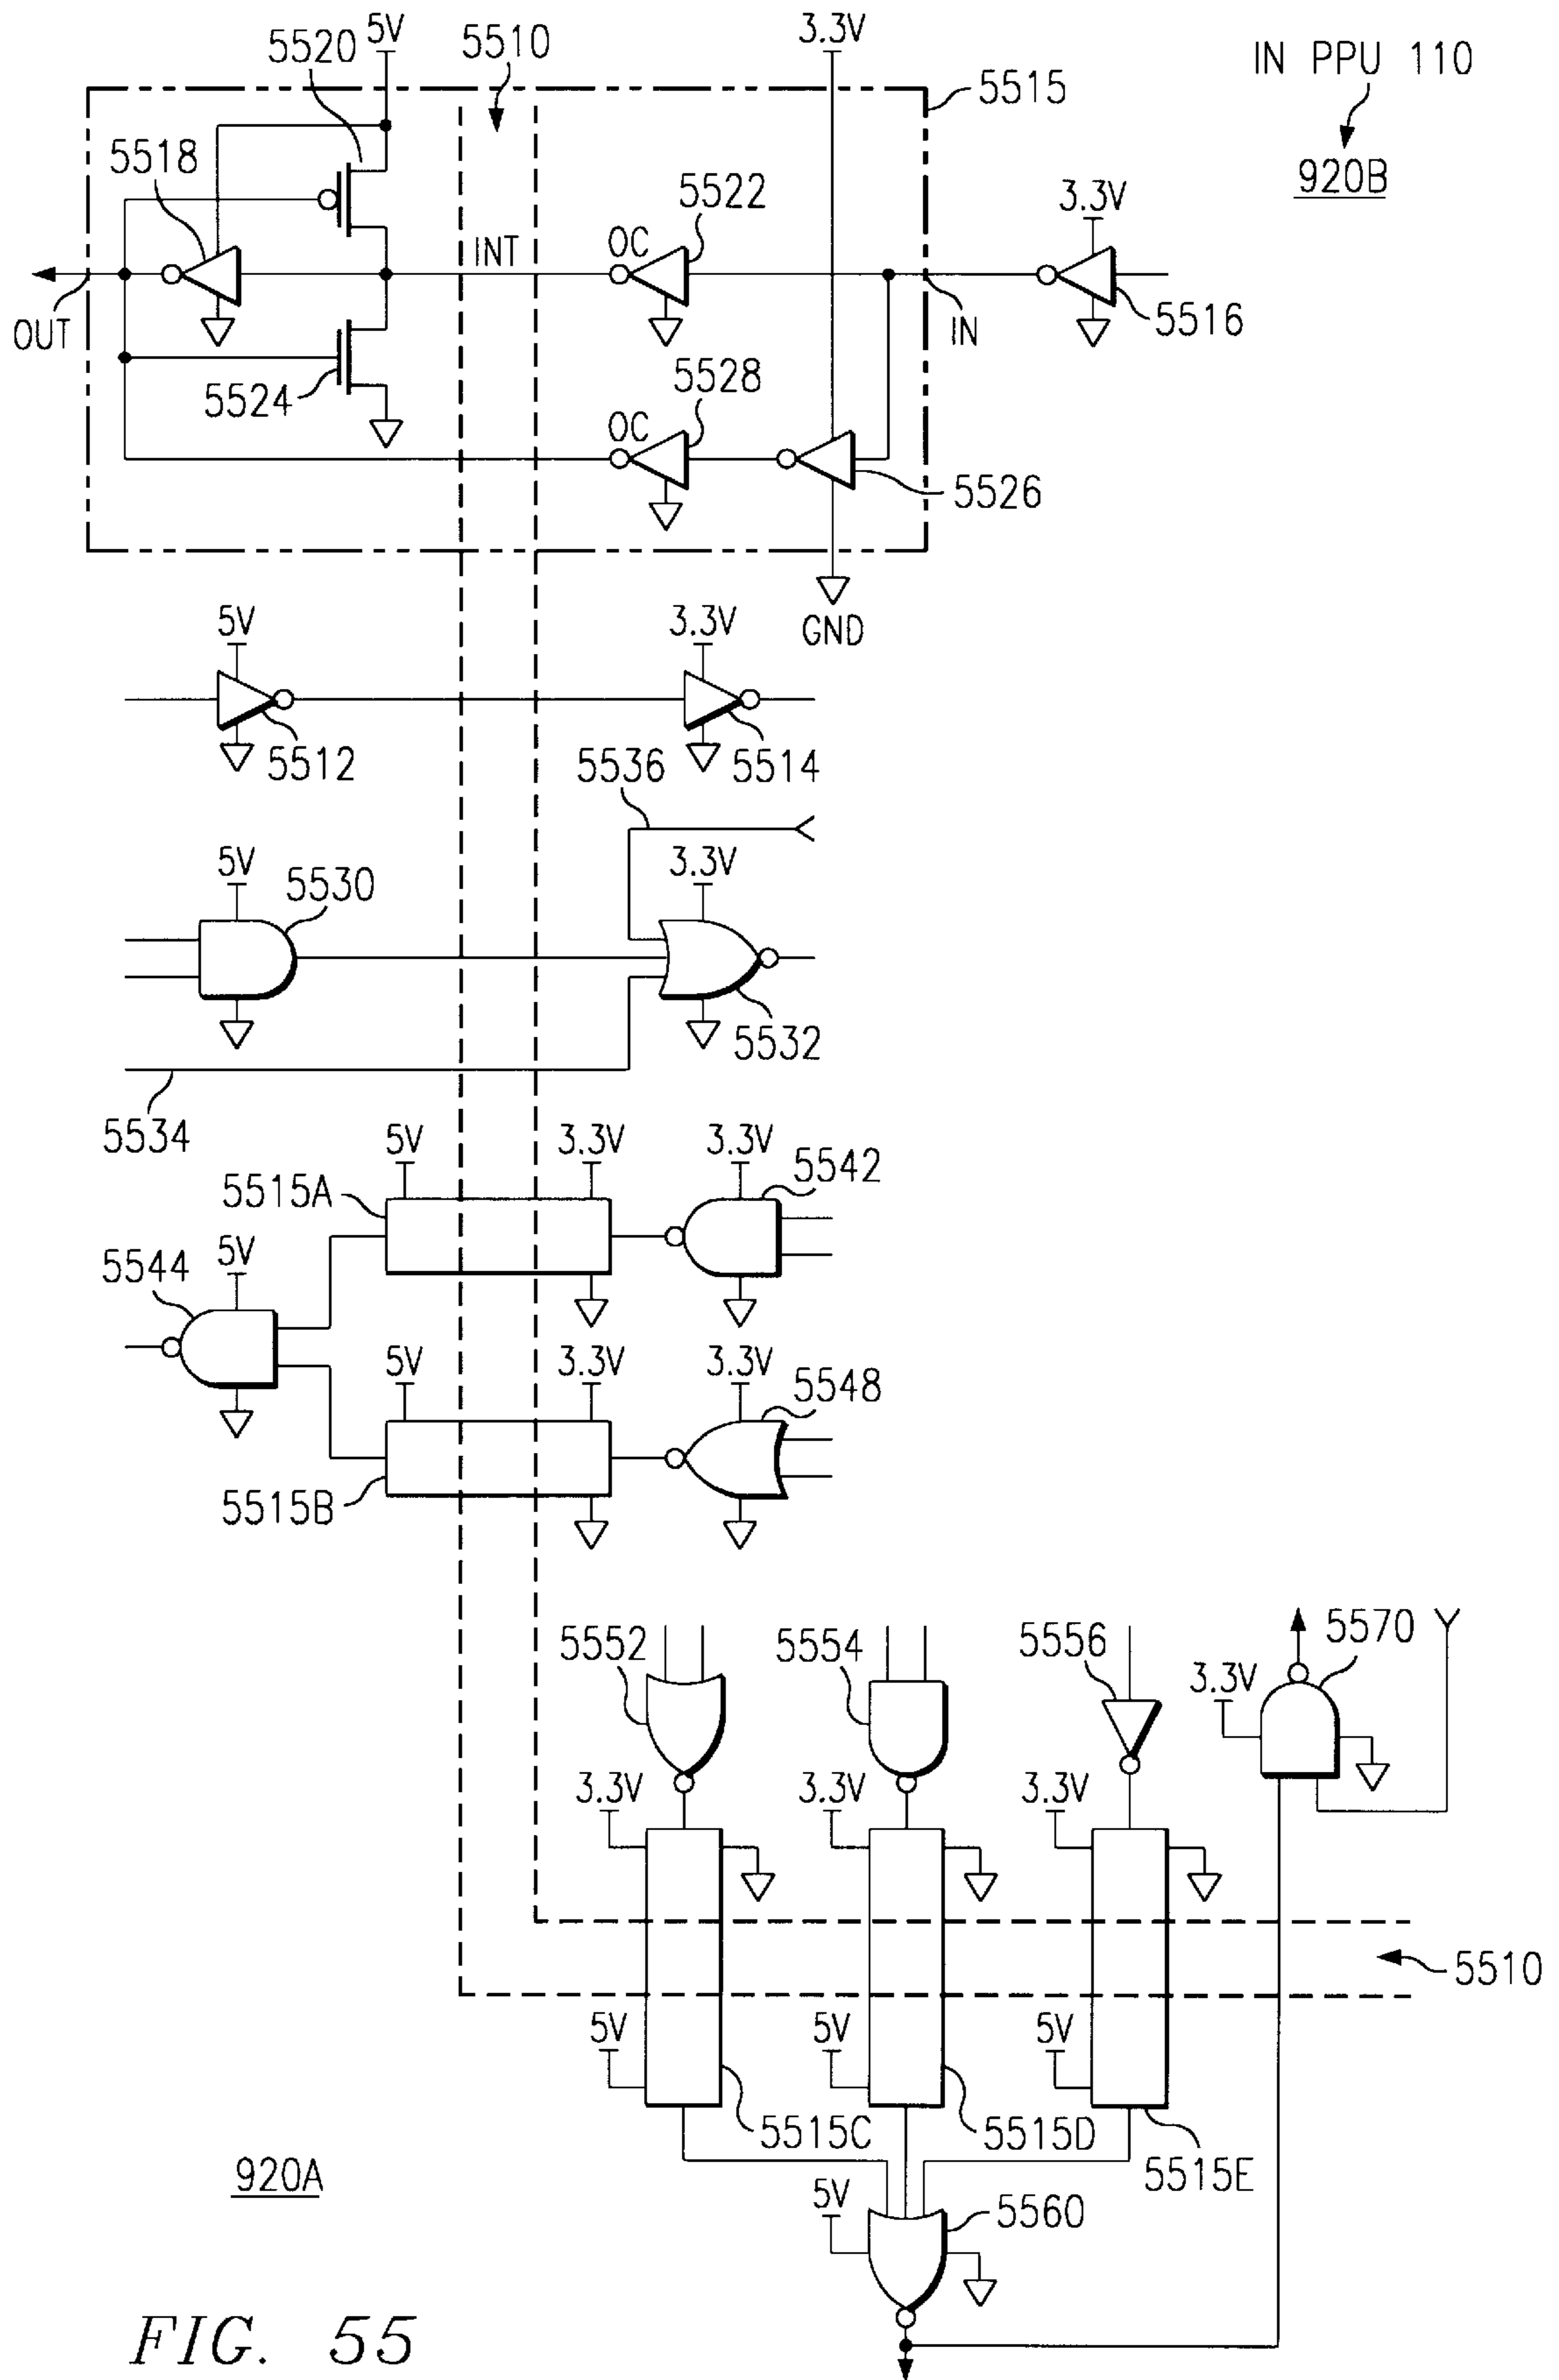 5V
5520
5510
3.3V
IN PPU 110
5515
920B
5518
5522
3.3V
INT
OC
OUT
IN
5516
5524
5528
OC
5526
GND
5V
3.3V
5512
5514
5536
5V
5530
3.3V
5532
5534
5V
3.3V
3.3V
5542
5515A
5544
5V
5V
3.3V
3.3V
5548
5515B
5552
5554
5556
5570
3.3V
3.3V
3.3V
3.3V
5510
5V
5V
5V
5515C
5515D
5515E
920A
5V
5560
FIG. 55